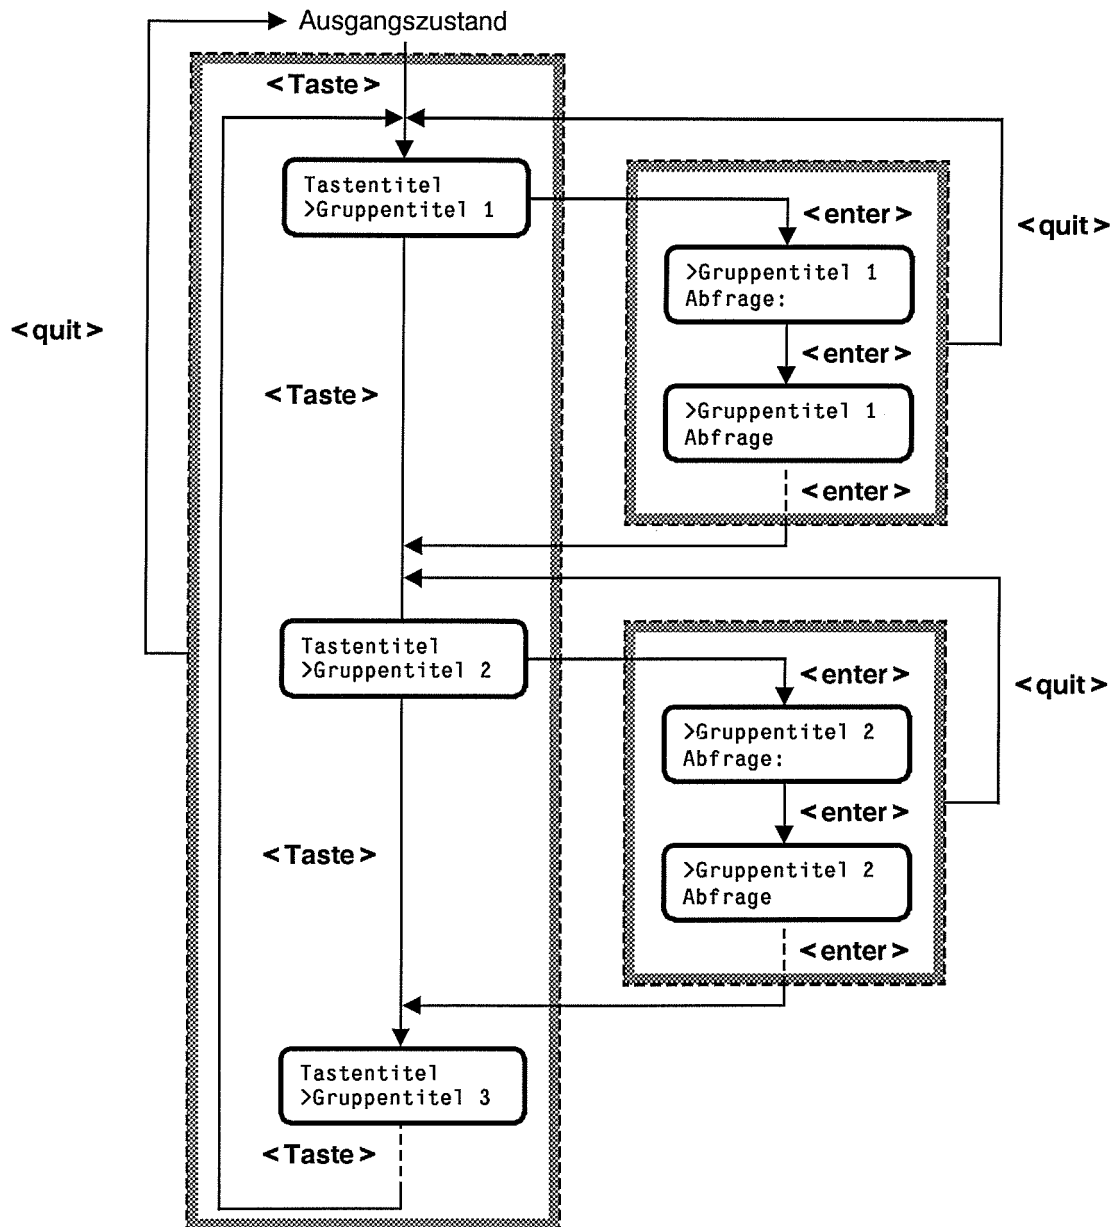 Ausgangszustand
<Taste>
Tastentitel
>Gruppentitel 1
<enter>
<quit>
>Gruppentitel 1
Abfrage:
<quit>
<enter>
<Taste>
>Gruppentitel 1
Abfrage
<enter>
Tastentitel
>Gruppentitel 2
<enter>
<quit>
>Gruppentitel 2
Abfrage:
<enter>
<Taste>
>Gruppentitel 2
Abfrage
<enter>
Tastentitel
>Gruppentitel 3
<Taste>